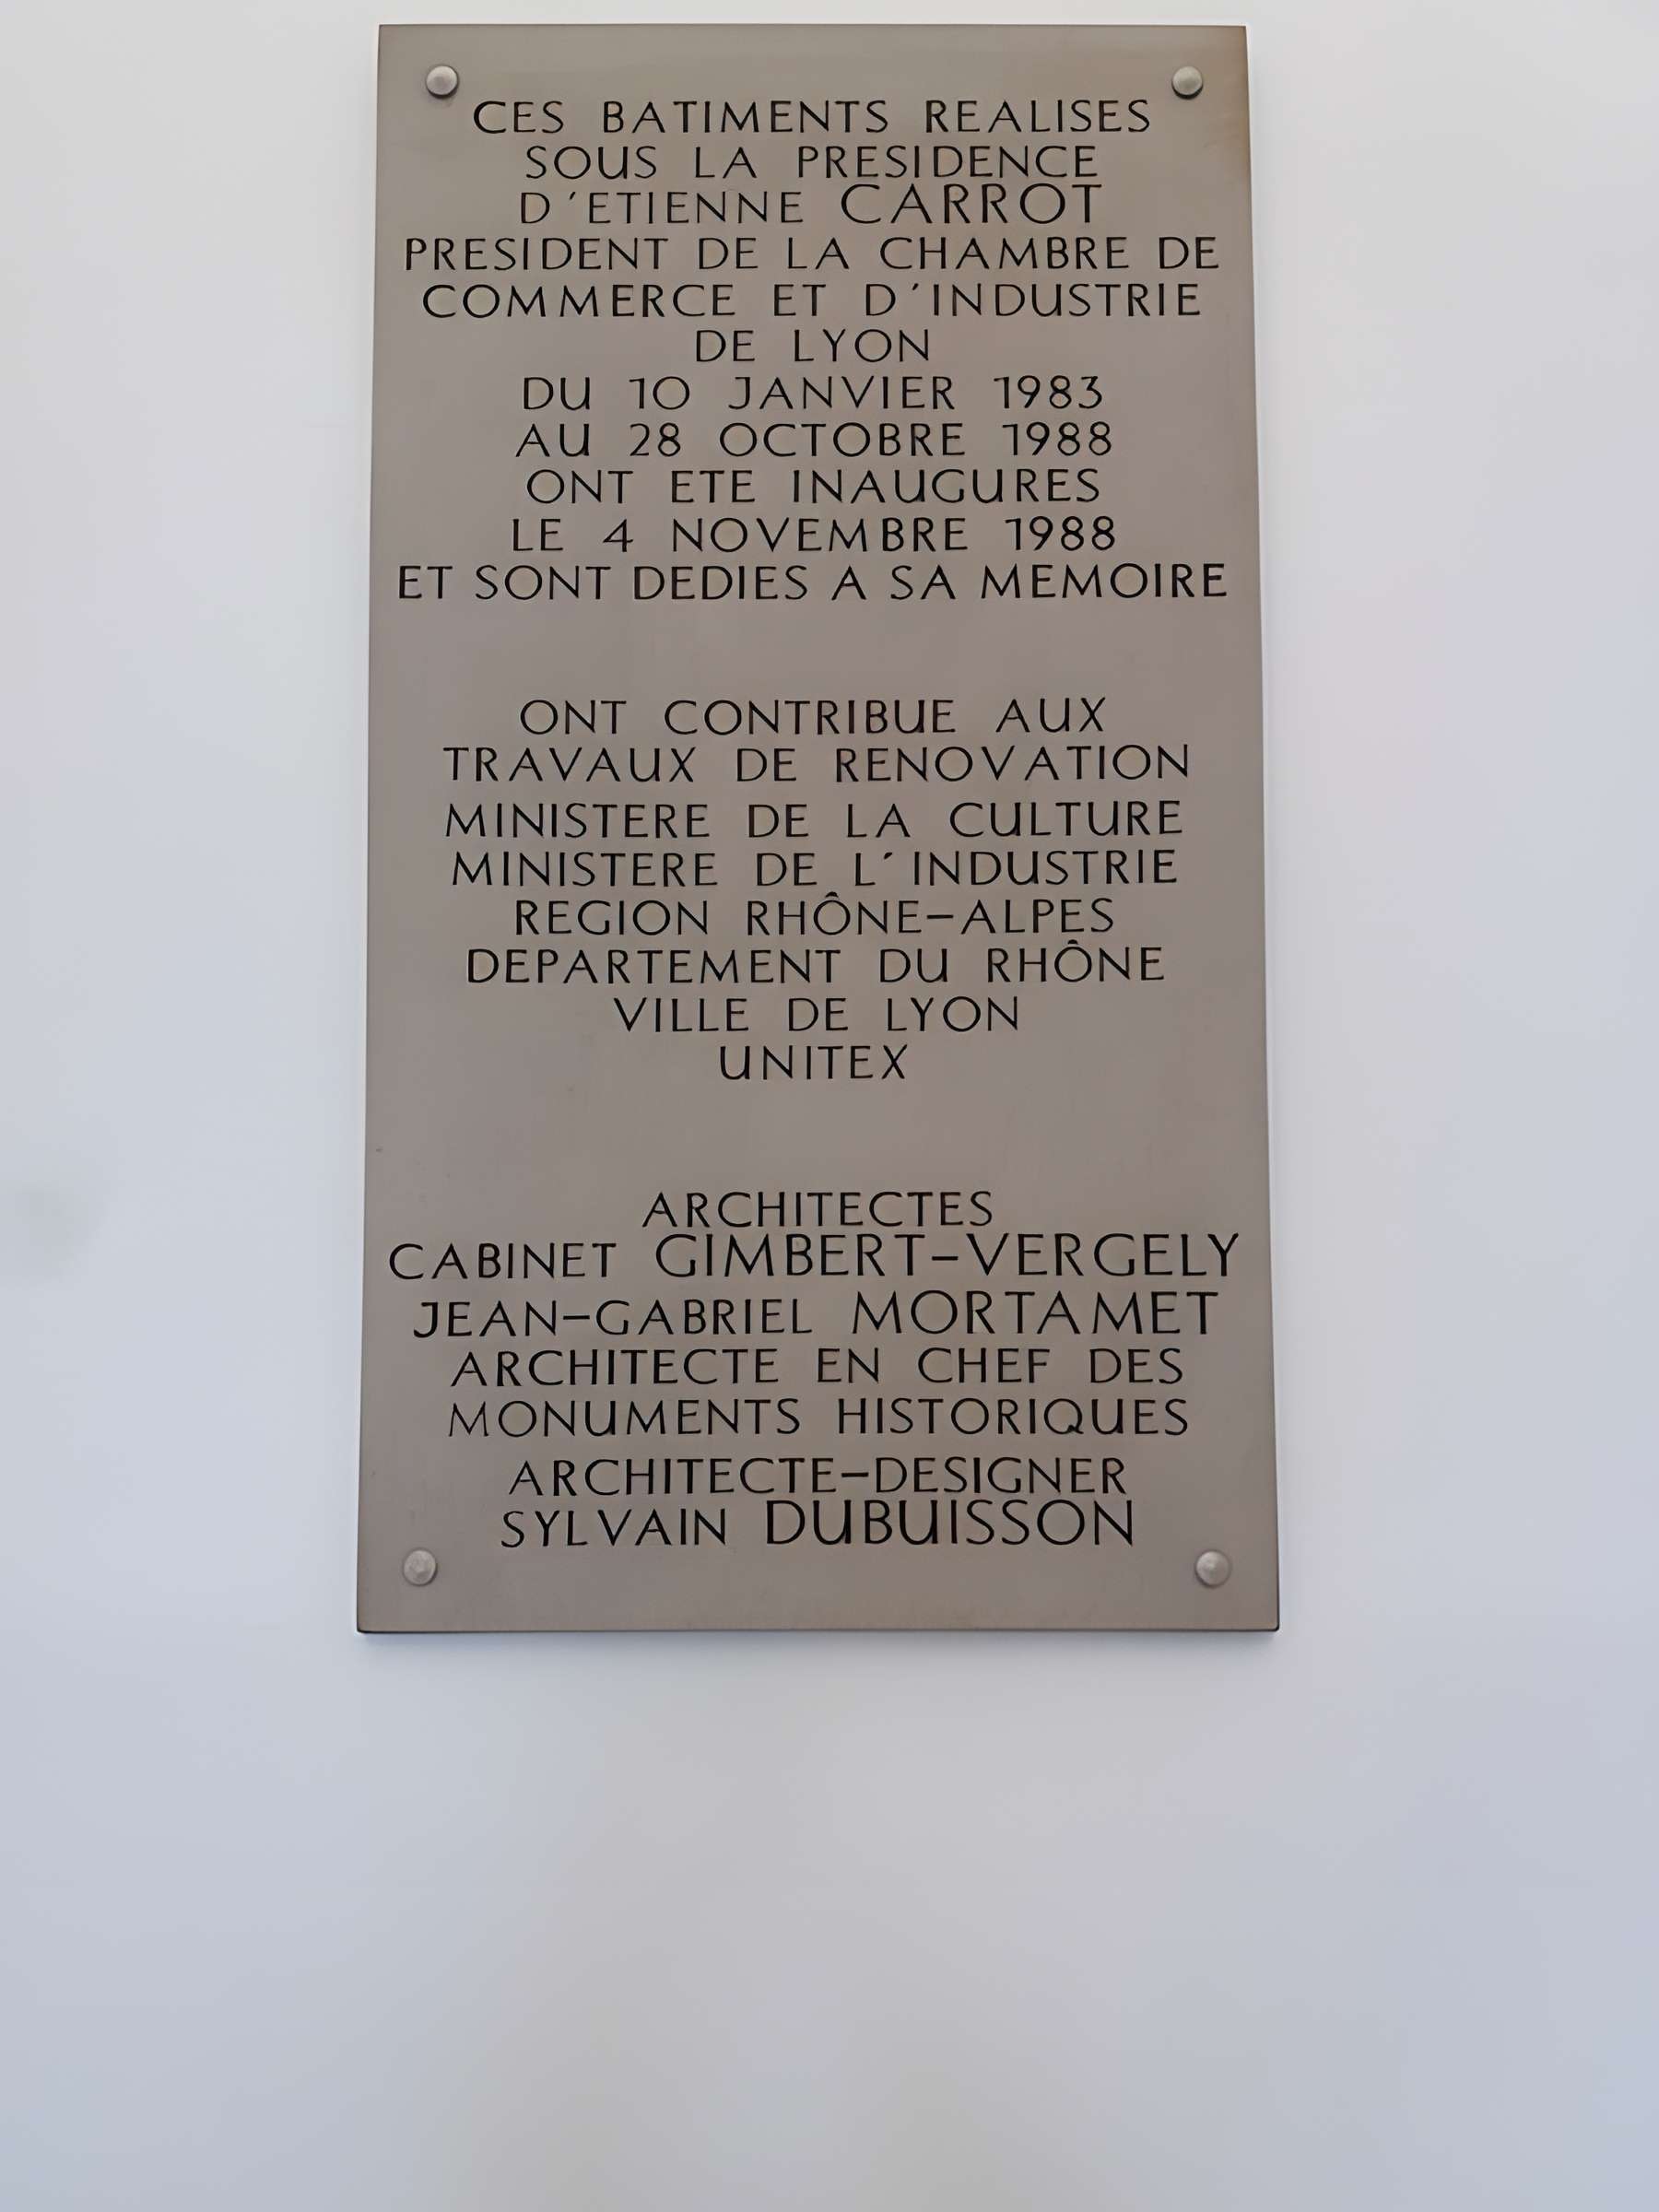 CES BATIMENTS REALISES
SOUS LA PRESIDENCE
D'ETIENNE CARROT
PRESIDENT DE LA CHAMBRE DE
COMMERCE ET D'INDUSTRIE
DE LYON
DU 10 JANVIER 1983
AU 28 OCTOBRE 1988
ONT ETE INAUGURES
LE 4 NOVEMBRE 1988
ET SONT DEDIES A SA MEMOIRE
ONT CONTRIBUE AUX
TRAVAUX DE RENOVATION
MINISTERE DE LA CULTURE
MINISTERE DE L'INDUSTRIE
REGION RHÔNE-ALPES
DEPARTEMENT DU RHÔNE
VILLE DE LYON
UNITEX
ARCHITECTES
CABINET GIMBERT-VERGELY
JEAN-GABRIEL MORTAMET
ARCHITECTE EN CHEF DES
MONUMENTS HISTORIQUES
ARCHITECTE-DESIGNER
SYLVAIN DUBUISSON